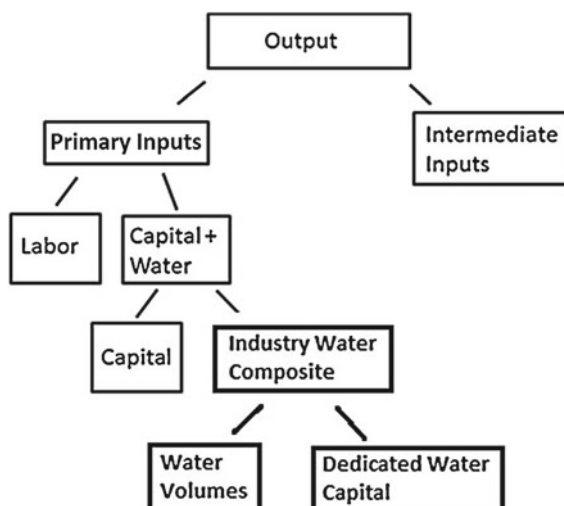 Output
Primary Inputs
Intermediate
Inputs
Labor
Capital +
Water
Capital
Industry Water
Composite
Water
Volumes
Dedicated Water
Capital